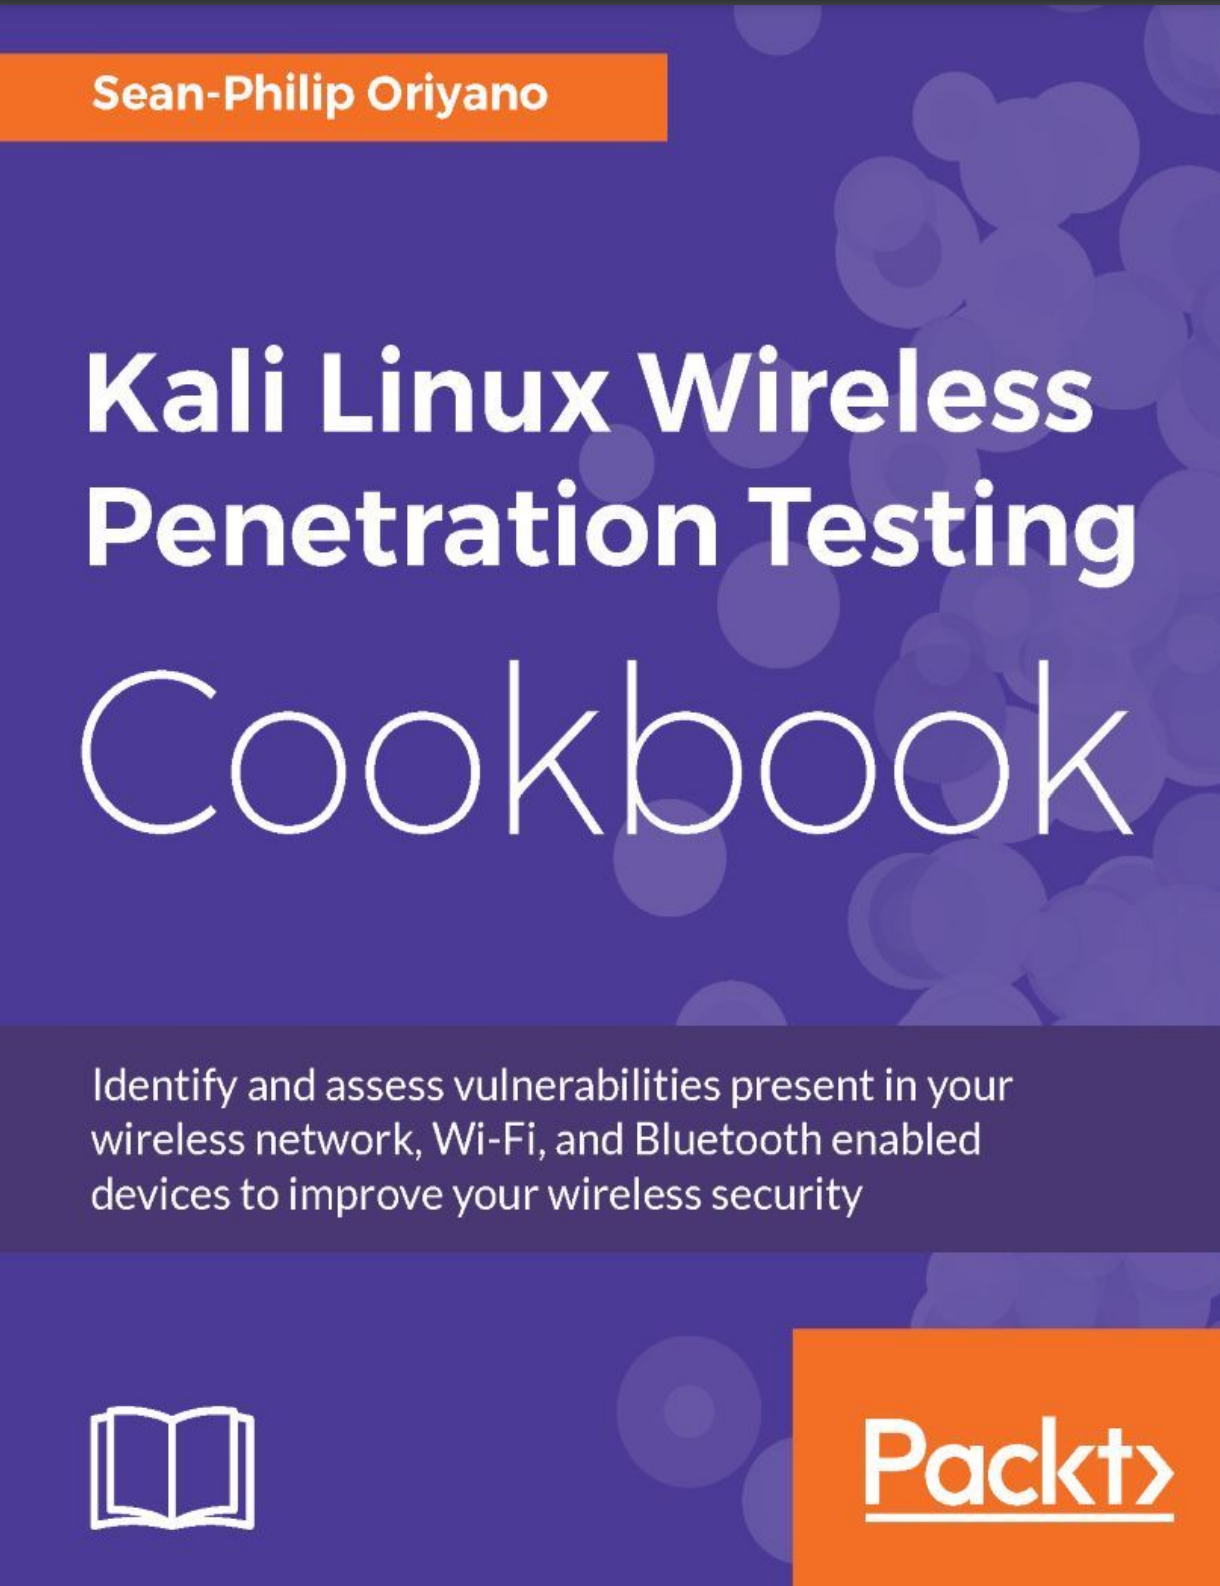 Sean-Philip Oriyano
Kali Linux Wireless
Penetration Testing
Cookbook
Identify and assess vulnerabilities present in your
wireless network, Wi-Fi, and Bluetooth enabled
devices to improve your wireless security
Packt>